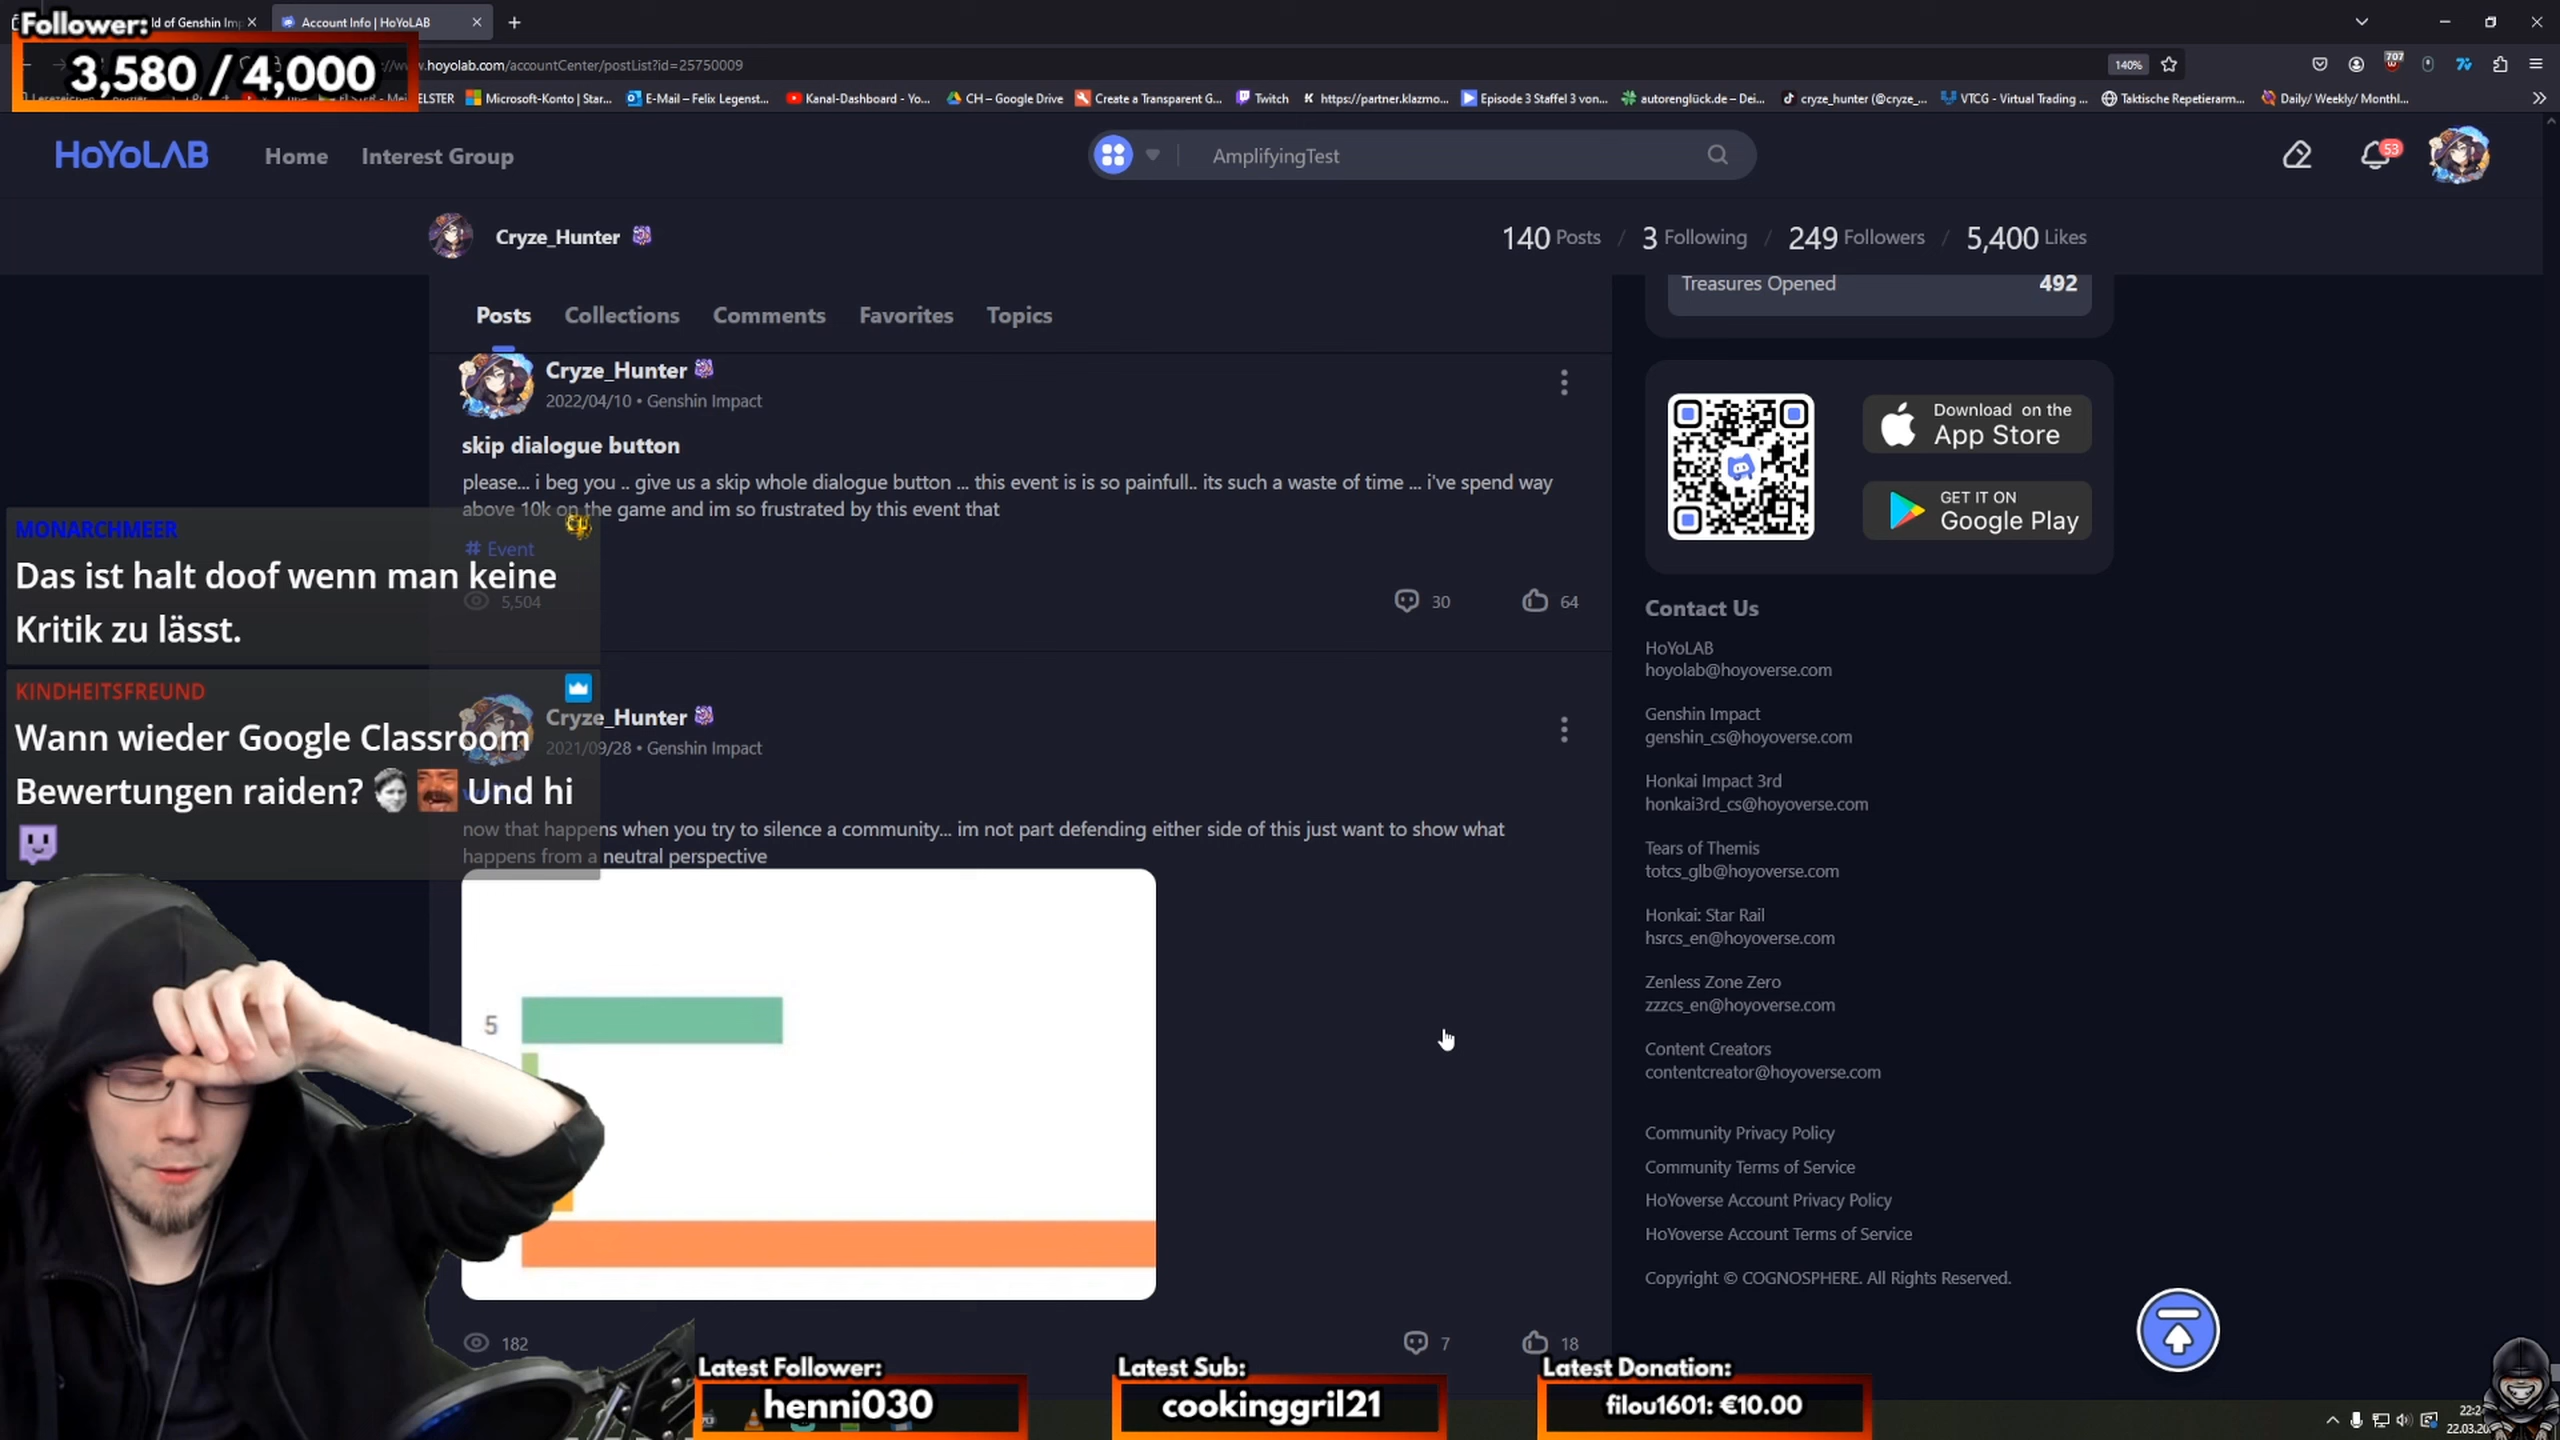 Follower:
3,580 / 4,000
ld of Genshin Imp
Account Info | HoYoLAB
www.hoyolab.com/accountCenter/postList?id=25750009
140%
707
ELSTER
Microsoft-Konto | Star...
E-Mail – Felix Legenst...
Kanal-Dashboard - Yo...
CH – Google Drive
Create a Transparent G...
Twitch
https://partner.klazmo...
Episode 3 Staffel 3 von...
autorenglück.de – Dei...
cryze_hunter (@cryze_...
VTCG - Virtual Trading ...
Taktische Repetierarm...
Daily/ Weekly/ Monthl...
HoYoLAB
Home
Interest Group
AmplifyingTest
53
Cryze_Hunter
140 Posts / 3 Following / 249 Followers / 5,400 Likes
Posts
Collections
Comments
Favorites
Topics
Cryze_Hunter
2022/04/10 • Genshin Impact
skip dialogue button
please... i beg you .. give us a skip whole dialogue button ... this event is is so painfull.. its such a waste of time ... i've spend way
above 10k on the game and im so frustrated by this event that
# Event
5,504
30
64
MONARCHMEER
Das ist halt doof wenn man keine
Kritik zu lässt.
KINDHEITSFREUND
Wann wieder Google Classroom
Bewertungen raiden? Und hi
Cryze_Hunter
2021/09/28 • Genshin Impact
now that happens when you try to silence a community... im not part defending either side of this just want to show what
happens from a neutral perspective
5
182
7
18
Treasures Opened
492
Download on the
App Store
GET IT ON
Google Play
Contact Us
HoYoLAB
hoyolab@hoyoverse.com
Genshin Impact
genshin_cs@hoyoverse.com
Honkai Impact 3rd
honkai3rd_cs@hoyoverse.com
Tears of Themis
totcs_glb@hoyoverse.com
Honkai: Star Rail
hsrcs_en@hoyoverse.com
Zenless Zone Zero
zzzcs_en@hoyoverse.com
Content Creators
contentcreator@hoyoverse.com
Community Privacy Policy
Community Terms of Service
HoYoverse Account Privacy Policy
HoYoverse Account Terms of Service
Copyright © COGNOSPHERE. All Rights Reserved.
Latest Follower:
henni030
Latest Sub:
cookinggril21
Latest Donation:
filou1601: €10.00